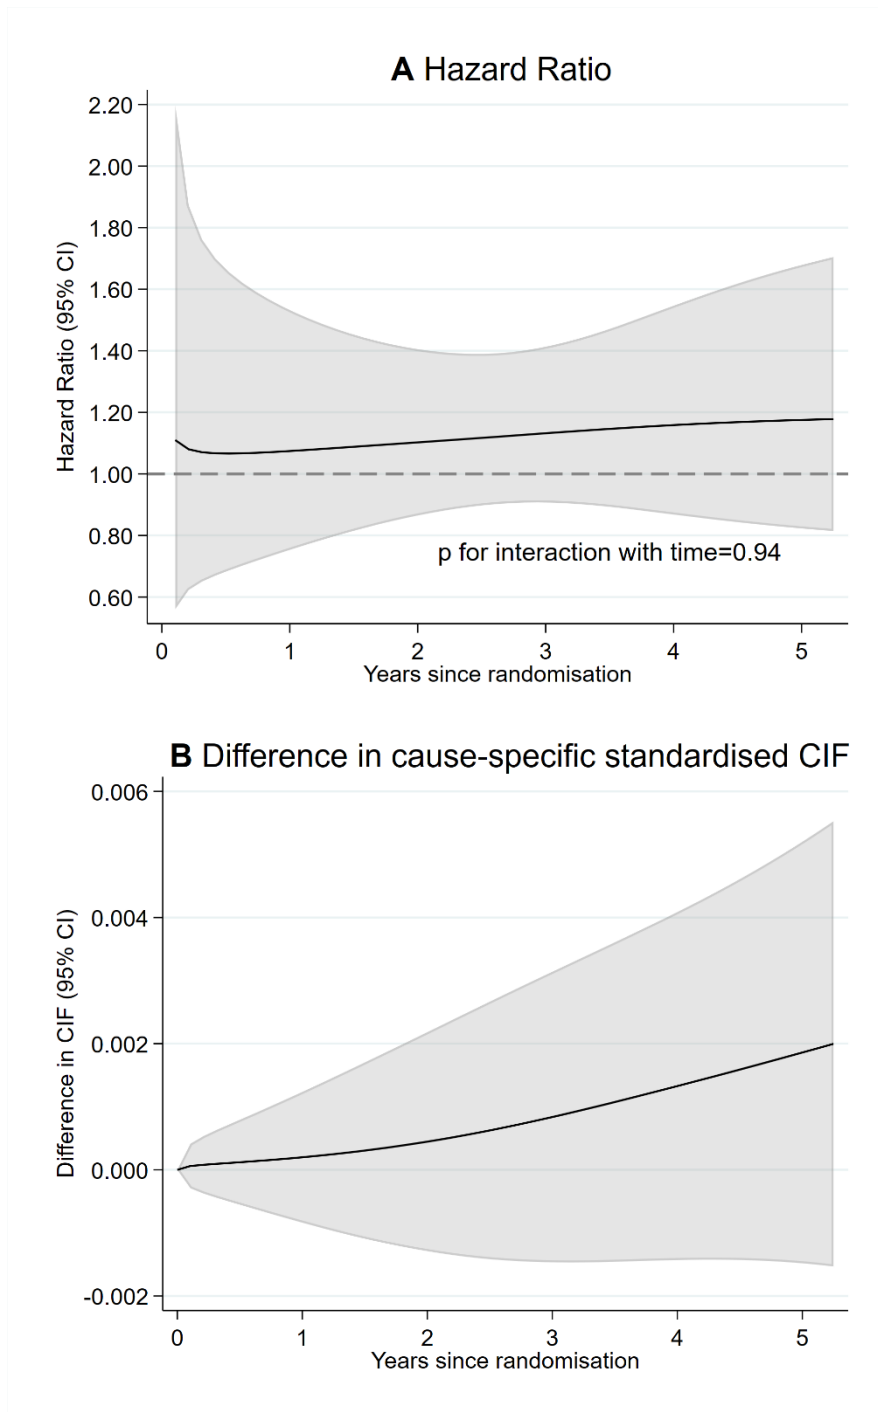 A Hazard Ratio
2.20
2.00
1.80
1.60
1.40
1.20
1.00
0.80
0.60
Hazard Ratio (95% CI)
p for interaction with time=0.94
0 1 2 3 4 5
Years since randomisation
B Difference in cause-specific standardised CIF
0.006
0.004
0.002
0.000
-0.002
Difference in CIF (95% CI)
0 1 2 3 4 5
Years since randomisation